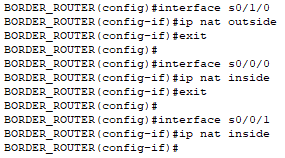 BORDER_ROUTER(config)#interface s0/1/0
BORDER_ROUTER(config-if)#ip nat outside
BORDER_ROUTER(config-if)#exit
BORDER_ROUTER(config)#
BORDER_ROUTER(config)#interface s0/0/0
BORDER_ROUTER(config-if)#ip nat inside
BORDER_ROUTER(config-if)#exit
BORDER_ROUTER(config)#
BORDER_ROUTER(config)#interface s0/0/1
BORDER_ROUTER(config-if)#ip nat inside
BORDER_ROUTER(config-if)#